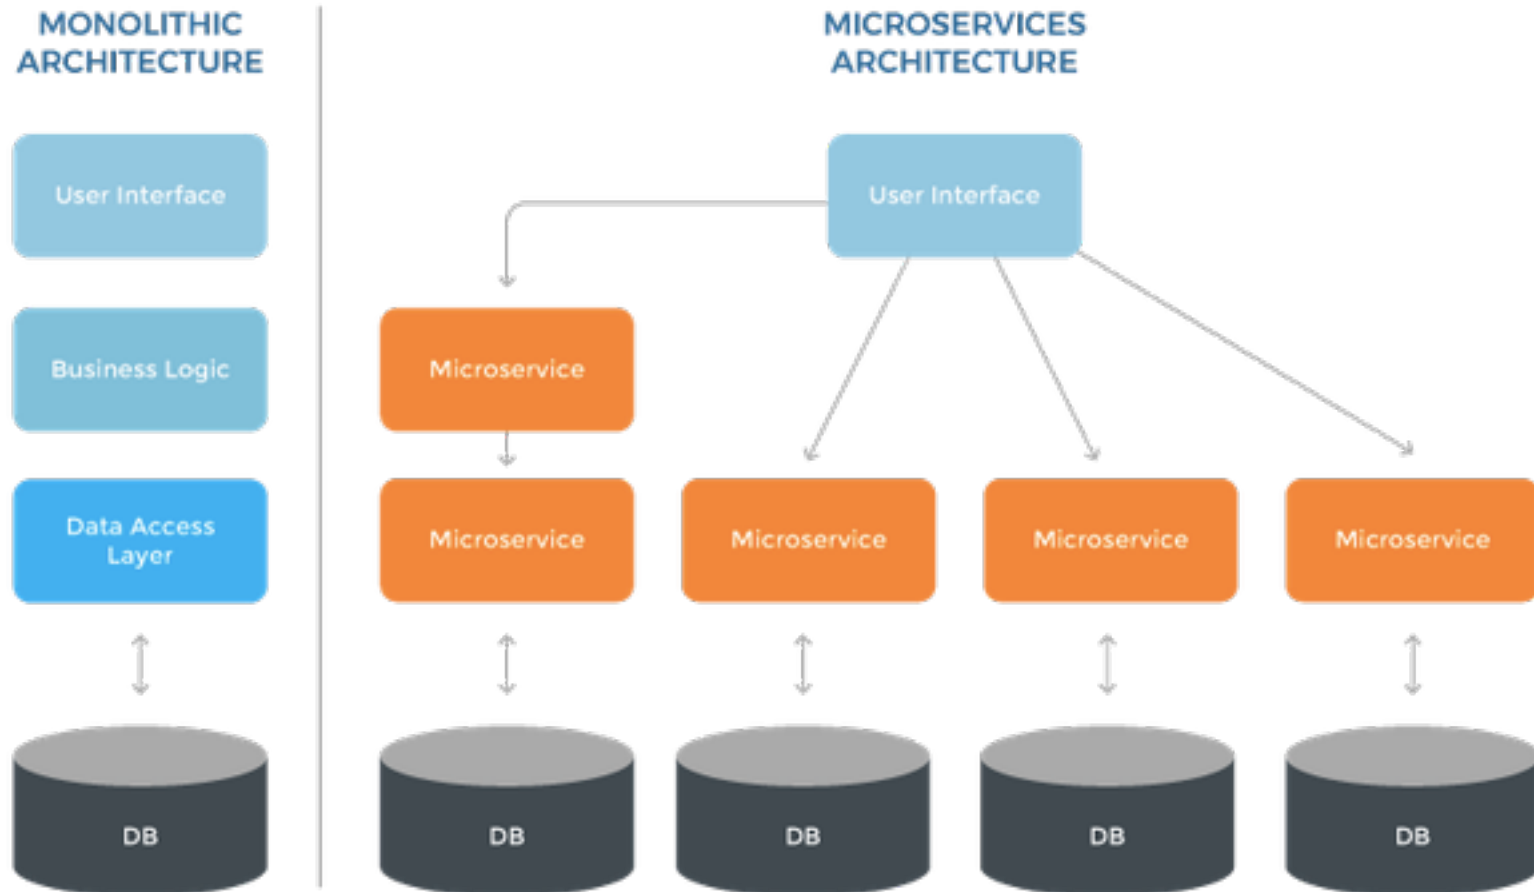 MONOLITHIC
ARCHITECTURE
User Interface
Business Logic
Data Access
Layer
DB
MICROSERVICES
ARCHITECTURE
User Interface
Microservice
Microservice
Microservice
Microservice
Microservice
DB
DB
DB
DB